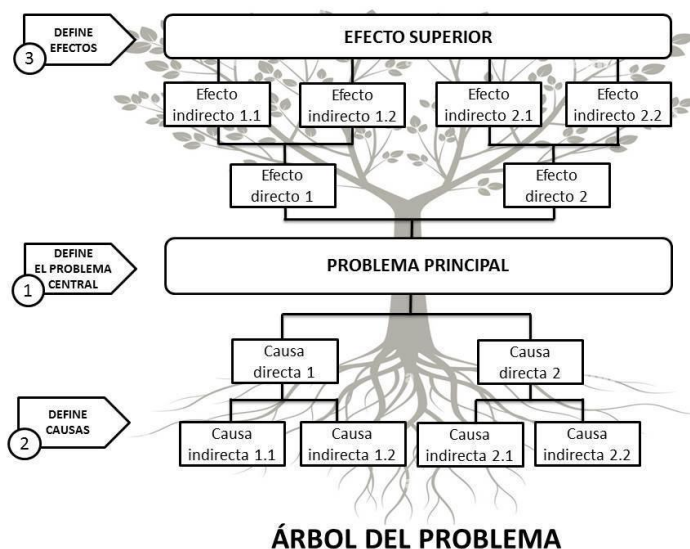 DEFINE
EFECTOS
3
EFECTO SUPERIOR
Efecto
indirecto 1.1
Efecto
indirecto 1.2
Efecto
indirecto 2.1
Efecto
indirecto 2.2
Efecto
directo 1
Efecto
directo 2
DEFINE
EL PROBLEMA
CENTRAL
1
PROBLEMA PRINCIPAL
Causa
directa 1
Causa
directa 2
DEFINE
CAUSAS
2
Causa
indirecta 1.1
Causa
indirecta 1.2
Causa
indirecta 2.1
Causa
indirecta 2.2
ÁRBOL DEL PROBLEMA